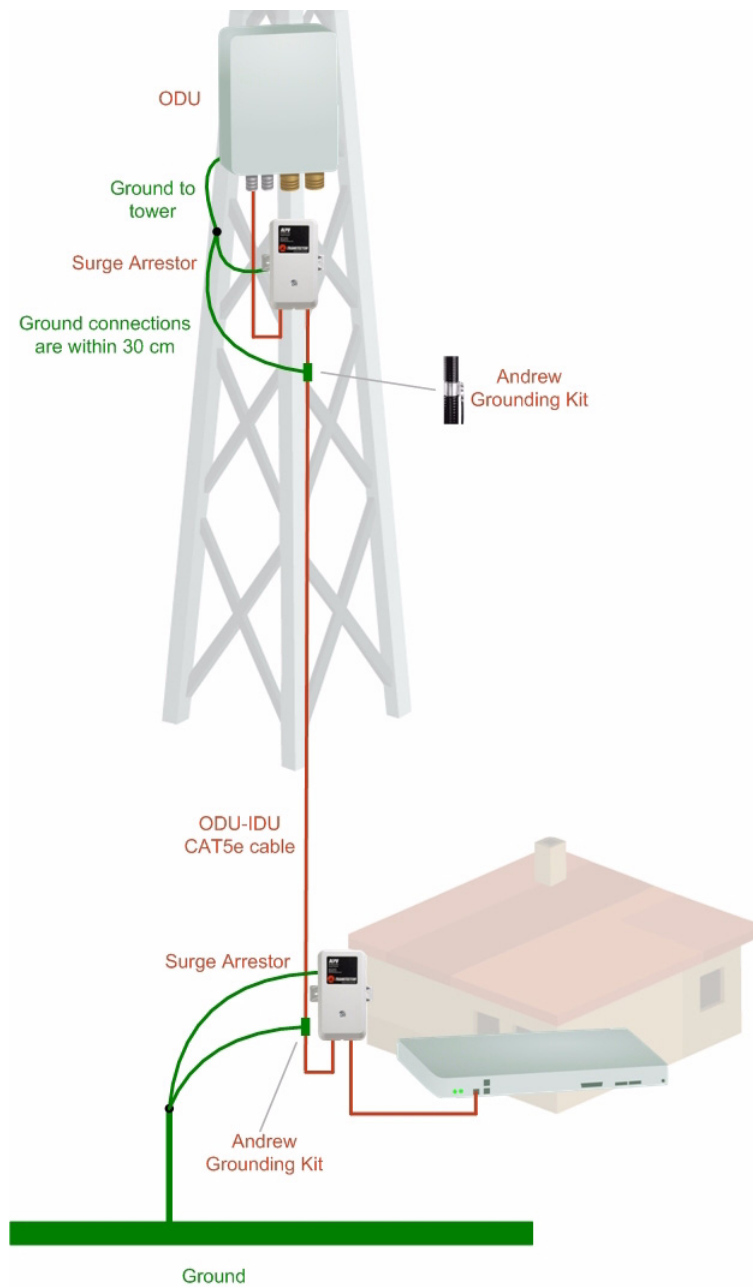 ODU
Ground to
tower
Surge Arrestor
Ground connections
are within 30 cm
Andrew
Grounding Kit
ODU-IDU
CAT5e cable
Surge Arrestor
Andrew
Grounding Kit
Ground